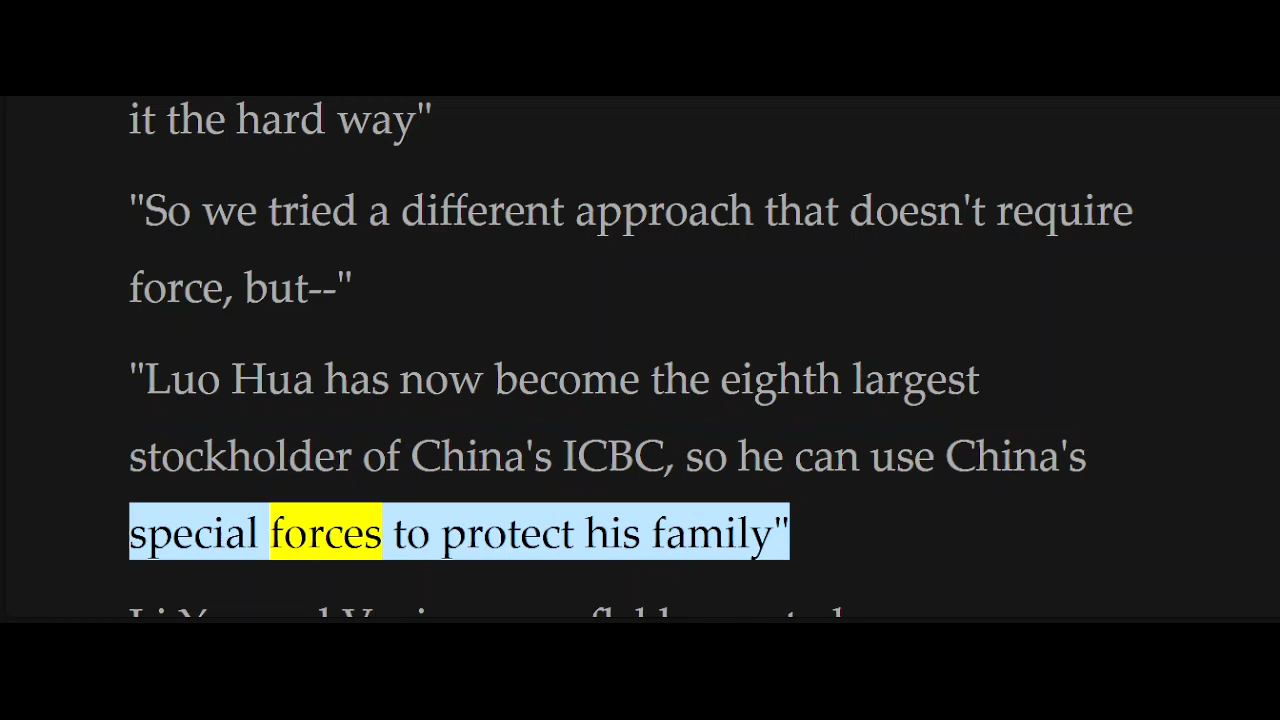 it the hard way"
"So we tried a different approach that doesn't require
force, but--"
"Luo Hua has now become the eighth largest
stockholder of China's ICBC, so he can use China's
special forces to protect his family"